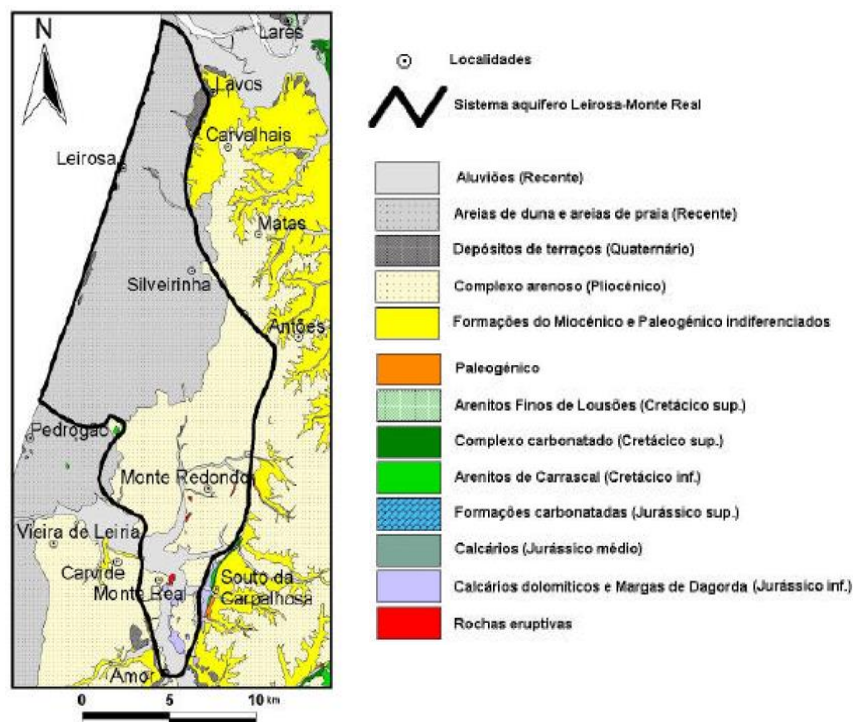 N
Lares
Lavos
Carvalhais
Leirosa
Matas
Silveirinha
Antões
Pedrogão
Monte Redondo
Vieira de Leiria
Carvide
Monte Real
Souto da
Carpalhosa
Amor
0 5 10 km
Localidades
Sistema aquífero Leirosa-Monte Real
Aluviões (Recente)
Areias de duna e areias de praia (Recente)
Depósitos de terraços (Quaternário)
Complexo arenoso (Pliocénico)
Formações do Miocénico e Paleogénico indiferenciados
Paleogénico
Arenitos Finos de Lousões (Cretácico sup.)
Complexo carbonatado (Cretácico sup.)
Arenitos de Carrascal (Cretácico inf.)
Formações carbonatadas (Jurássico sup.)
Calcários (Jurássico médio)
Calcários dolomíticos e Margas de Dagorda (Jurássico inf.)
Rochas eruptivas